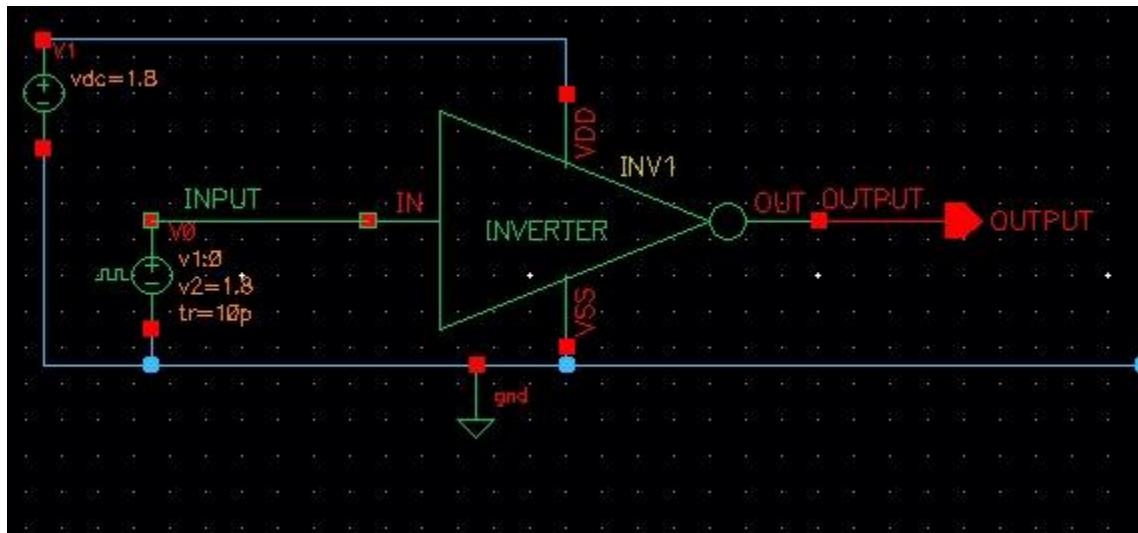 V1
vdc=1.8
VDD
INV1
INPUT
IN
OUT
OUTPUT
OUTPUT
INVERTER
V0
v1:0
v2=1.8
tr=10p
VSS
gnd